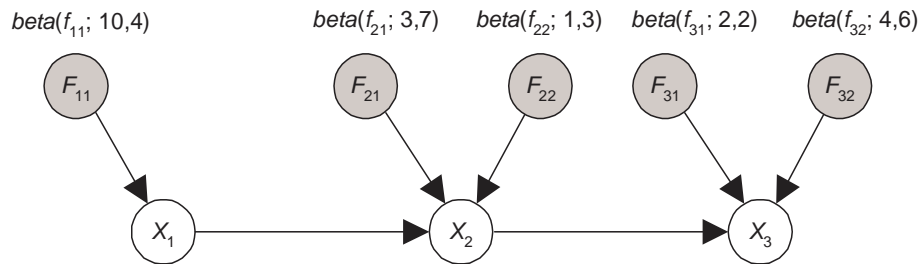 beta(f₁₁; 10,4) beta(f₂₁; 3,7) beta(f₂₂; 1,3) beta(f₃₁; 2,2) beta(f₃₂; 4,6)
F₁₁ F₂₁ F₂₂ F₃₁ F₃₂
X₁ X₂ X₃